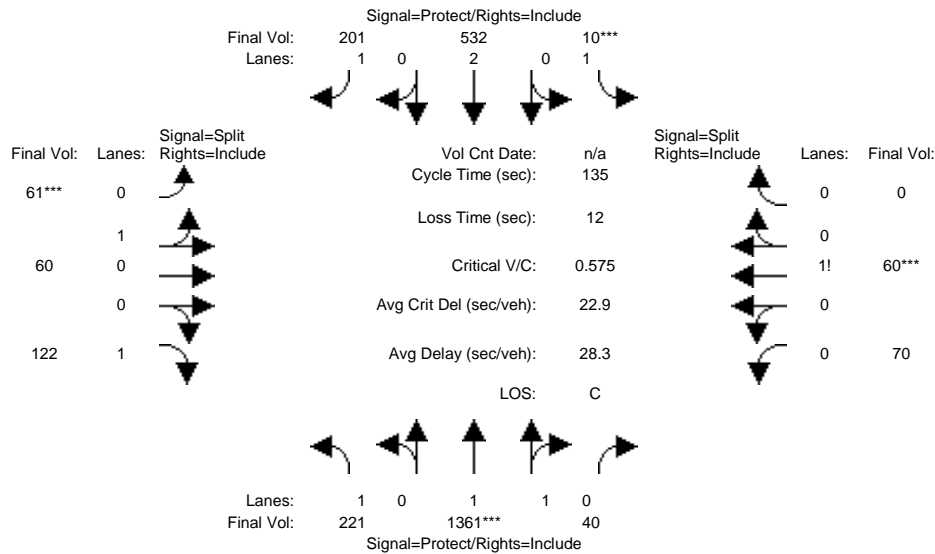 Signal=Protect/Rights=Include
Final Vol: 201 532 10***
Lanes: 1 0 2 0 1
Signal=Split Signal=Split
Final Vol: Lanes: Rights=Include Vol Cnt Date: n/a Rights=Include Lanes: Final Vol:
Cycle Time (sec): 135
61*** 0 0 0
Loss Time (sec): 12
1 0
60 0 Critical V/C: 0.575 1! 60***
0 Avg Crit Del (sec/veh): 22.9 0
122 1 Avg Delay (sec/veh): 28.3 0 70
LOS: C
Lanes: 1 0 1 1 0
Final Vol: 221 1361*** 40
Signal=Protect/Rights=Include